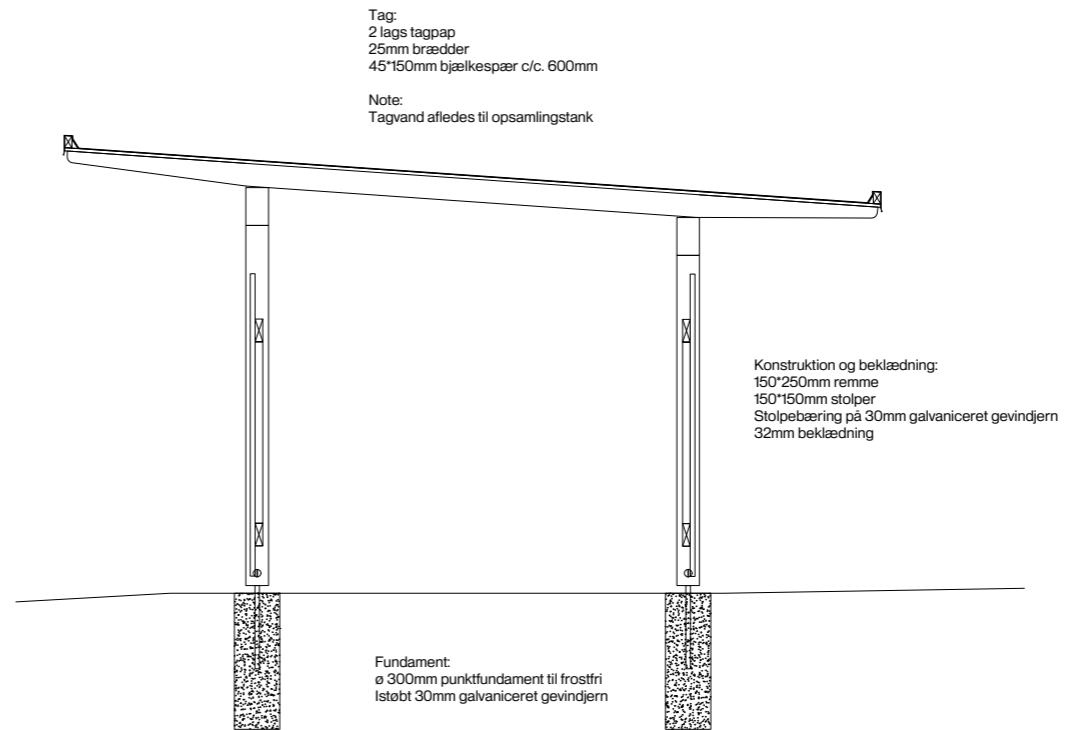 Tag:
2 lags tagpap
25mm brædder
45*150mm bjælkespær c/c. 600mm
Note:
Tagvand afledes til opsamlingstank
Konstruktion og beklædning:
150*250mm remme
150*150mm stolper
Stolpebæring på 30mm galvaniceret gevindjern
32mm beklædning
Fundament:
ø 300mm punktfundament til frostfri
Istøbt 30mm galvaniceret gevindjern